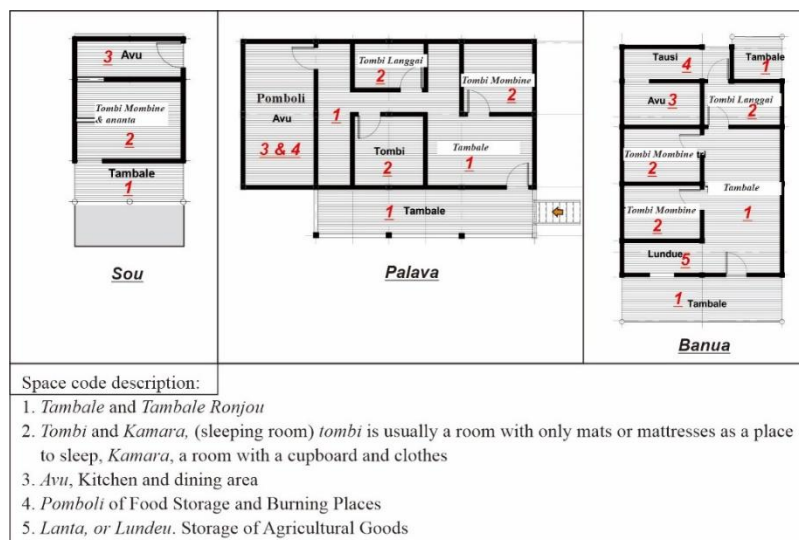 3 Avu
Tombi Mombine
& ananta
2
Tambale
1
Sou
Pomboli
Avu
3 & 4
1
Tombi Langgai
2
Tombi Mombine
2
Tombi
2
Tambale
1
1 Tambale
Palava
Tausi
4
Tambale
1
Avu 3
Tombi Langgai
2
Tombi Mombine
2
Tambale
1
Tombi Mombine
2
Lundue
5
1 Tambale
Banua
Space code description:
1. Tambale and Tambale Ronjou
2. Tombi and Kamara, (sleeping room) tombi is usually a room with only mats or mattresses as a place
to sleep, Kamara, a room with a cupboard and clothes
3. Avu, Kitchen and dining area
4. Pomboli of Food Storage and Burning Places
5. Lanta, or Lundeu. Storage of Agricultural Goods